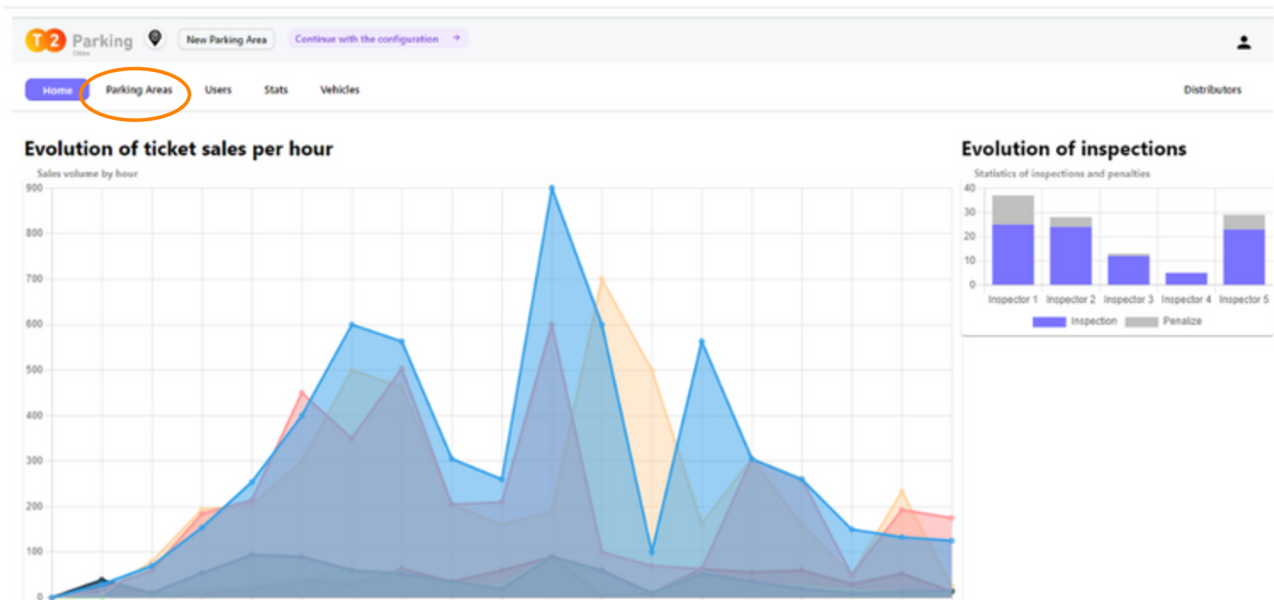 T2 Parking
Cities
New Parking Area
Continue with the configuration
Home
Parking Areas
Users
Stats
Vehicles
Distributors
Evolution of ticket sales per hour
Sales volume by hour
900
800
700
600
500
400
300
200
100
0
Evolution of inspections
Statistics of inspections and penalties
40
30
20
10
0
Inspector 1 Inspector 2 Inspector 3 Inspector 4 Inspector 5
Inspection Penalize